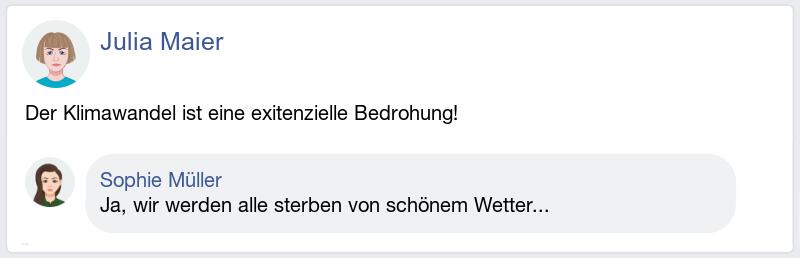 Julia Maier
Der Klimawandel ist eine exitenzielle Bedrohung!
Sophie Müller
Ja, wir werden alle sterben von schönem Wetter...